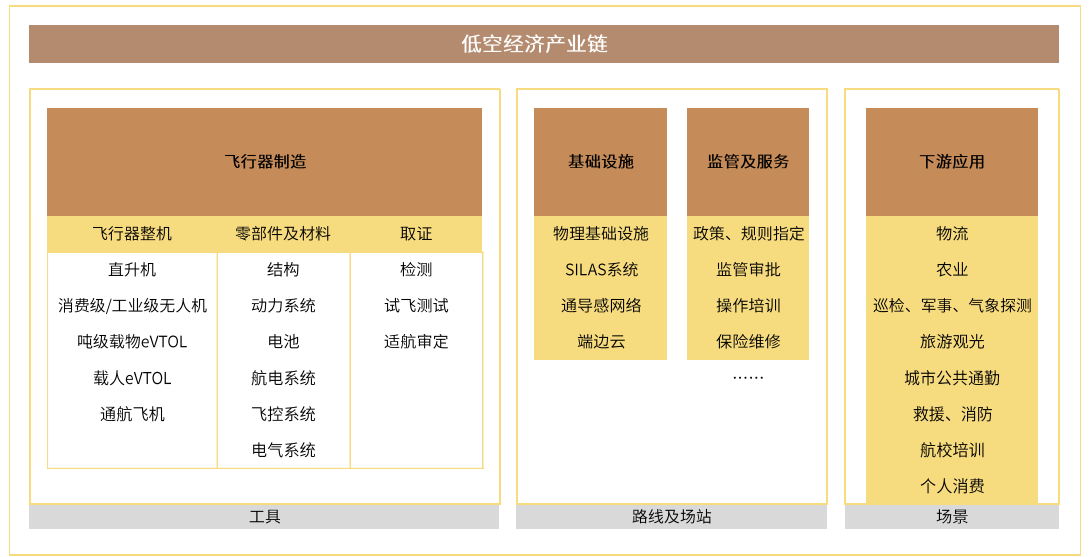 低空经济产业链
飞行器制造
飞行器整机
零部件及材料
取证
直升机
结构
检测
消费级/工业级无人机
动力系统
试飞测试
吨级载物eVTOL
电池
适航审定
载人eVTOL
航电系统
通航飞机
飞控系统
电气系统
工具
基础设施
监管及服务
物理基础设施
政策、规则指定
SILAS系统
监管审批
通导感网络
操作培训
端边云
保险维修
……
路线及场站
下游应用
物流
农业
巡检、军事、气象探测
旅游观光
城市公共通勤
救援、消防
航校培训
个人消费
场景